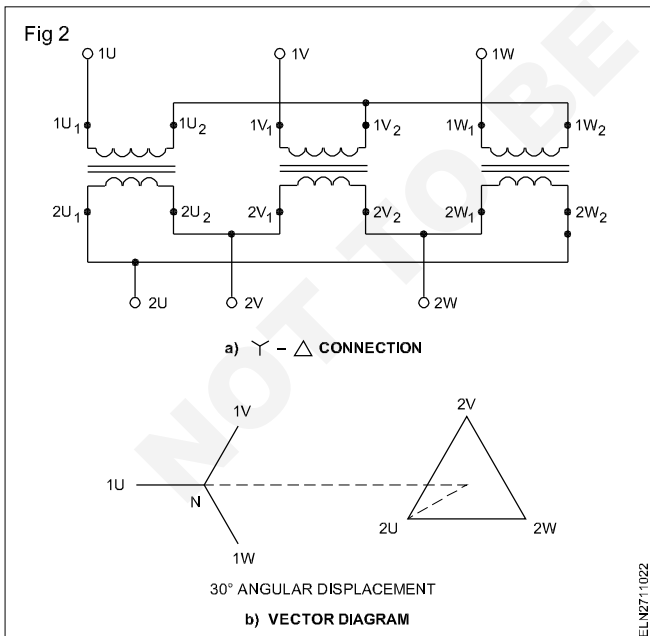 Fig 2
1U 1V 1W
1U1 1U2 1V1 1V2 1W1 1W2
2U1 2U2 2V1 2V2 2W1 2W2
2U 2V 2W
a) Y – △ CONNECTION
1V 2V
1U N
2U 2W
1W
30° ANGULAR DISPLACEMENT
b) VECTOR DIAGRAM
ELN2711022
NOT TO BE